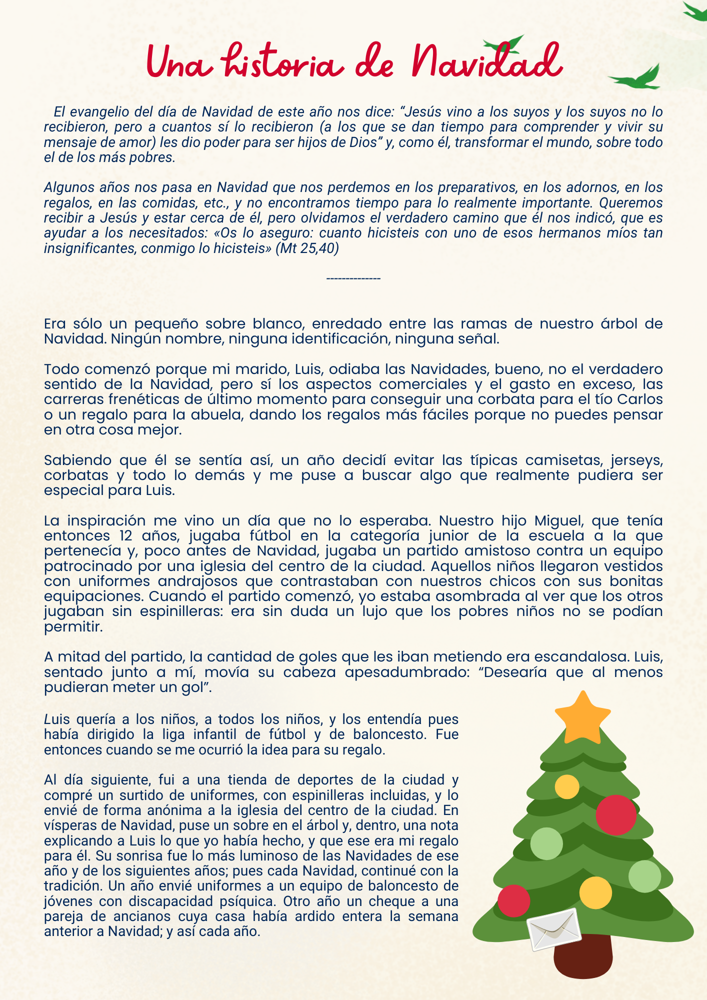 Una historia de Navidad
El evangelio del día de Navidad de este año nos dice: “Jesús vino a los suyos y los suyos no lo
recibieron, pero a cuantos sí lo recibieron (a los que se dan tiempo para comprender y vivir su
mensaje de amor) les dio poder para ser hijos de Dios” y, como él, transformar el mundo, sobre todo
el de los más pobres.
Algunos años nos pasa en Navidad que nos perdemos en los preparativos, en los adornos, en los
regalos, en las comidas, etc., y no encontramos tiempo para lo realmente importante. Queremos
recibir a Jesús y estar cerca de él, pero olvidamos el verdadero camino que él nos indicó, que es
ayudar a los necesitados: «Os lo aseguro: cuanto hicisteis con uno de esos hermanos míos tan
insignificantes, conmigo lo hicisteis» (Mt 25,40)
--------------
Era sólo un pequeño sobre blanco, enredado entre las ramas de nuestro árbol de
Navidad. Ningún nombre, ninguna identificación, ninguna señal.
Todo comenzó porque mi marido, Luis, odiaba las Navidades, bueno, no el verdadero
sentido de la Navidad, pero sí los aspectos comerciales y el gasto en exceso, las
carreras frenéticas de último momento para conseguir una corbata para el tío Carlos
o un regalo para la abuela, dando los regalos más fáciles porque no puedes pensar
en otra cosa mejor.
Sabiendo que él se sentía así, un año decidí evitar las típicas camisetas, jerseys,
corbatas y todo lo demás y me puse a buscar algo que realmente pudiera ser
especial para Luis.
La inspiración me vino un día que no lo esperaba. Nuestro hijo Miguel, que tenía
entonces 12 años, jugaba fútbol en la categoría junior de la escuela a la que
pertenecía y, poco antes de Navidad, jugaba un partido amistoso contra un equipo
patrocinado por una iglesia del centro de la ciudad. Aquellos niños llegaron vestidos
con uniformes andrajosos que contrastaban con nuestros chicos con sus bonitas
equipaciones. Cuando el partido comenzó, yo estaba asombrada al ver que los otros
jugaban sin espinilleras: era sin duda un lujo que los pobres niños no se podían
permitir.
A mitad del partido, la cantidad de goles que les iban metiendo era escandalosa. Luis,
sentado junto a mí, movía su cabeza apesadumbrado: “Desearía que al menos
pudieran meter un gol”.
Luis quería a los niños, a todos los niños, y los entendía pues
había dirigido la liga infantil de fútbol y de baloncesto. Fue
entonces cuando se me ocurrió la idea para su regalo.
Al día siguiente, fui a una tienda de deportes de la ciudad y
compré un surtido de uniformes, con espinilleras incluidas, y lo
envié de forma anónima a la iglesia del centro de la ciudad. En
vísperas de Navidad, puse un sobre en el árbol y, dentro, una nota
explicando a Luis lo que yo había hecho, y que ese era mi regalo
para él. Su sonrisa fue lo más luminoso de las Navidades de ese
año y de los siguientes años; pues cada Navidad, continué con la
tradición. Un año envié uniformes a un equipo de baloncesto de
jóvenes con discapacidad psíquica. Otro año un cheque a una
pareja de ancianos cuya casa había ardido entera la semana
anterior a Navidad; y así cada año.